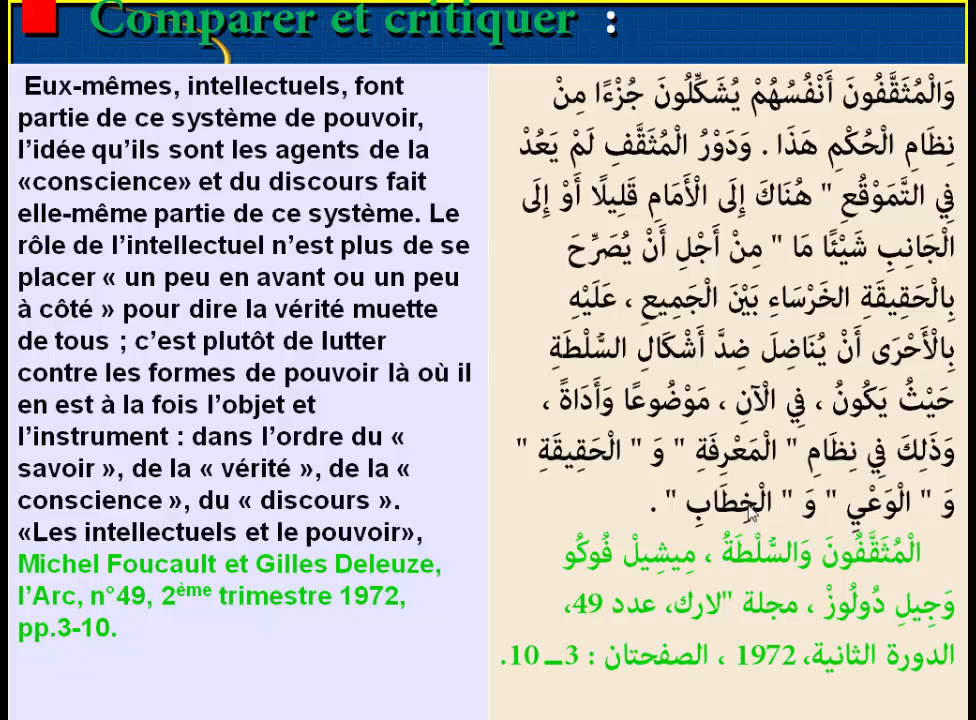 Comparer et critiquer :
Eux-mêmes, intellectuels, font
partie de ce système de pouvoir,
l’idée qu’ils sont les agents de la
«conscience» et du discours fait
elle-même partie de ce système. Le
rôle de l’intellectuel n’est plus de se
placer « un peu en avant ou un peu
à côté » pour dire la vérité muette
de tous ; c’est plutôt de lutter
contre les formes de pouvoir là où il
en est à la fois l’objet et
l’instrument : dans l’ordre du «
savoir », de la « vérité », de la «
conscience », du « discours ».
«Les intellectuels et le pouvoir»,
Michel Foucault et Gilles Deleuze,
l’Arc, n°49, 2ème trimestre 1972,
pp.3-10.
وَالْمُثَقَّفُونَ أَنْفُسُهُمْ يُشَكِّلُونَ جُزْءًا مِنْ
نِظَامِ الْحُكْمِ هَذَا . وَدَوْرُ الْمُثَقَّفِ لَمْ يَعُدْ
فِي التَّمَوْقُعِ " هُنَاكَ إِلَى الْأَمَامِ قَلِيلًا أَوْ إِلَى
الْجَانِبِ شَيْئًا مَا " مِنْ أَجْلِ أَنْ يُصَرِّحَ
بِالْحَقِيقَةِ الخَرْسَاءِ بَيْنَ الْجَمِيعِ ، عَلَيْهِ
بِالْأَحْرَى أَنْ يُنَاضِلَ ضِدَّ أَشْكَالِ السُّلْطَةِ
حَيْثُ يَكُونُ ، فِي الْآنِ ، مَوْضُوعًا وَأَدَاةً ،
وَذَلِكَ فِي نِظَامِ " الْمَعْرِفَةِ " وَ " الْحَقِيقَةِ "
وَ " الْوَعْيِ " وَ " الْخِطَابِ " .
الْمُثَقَّفُونَ وَالسُّلْطَةُ ، مِيشِيلْ فُوكُو
وَجِيلِ دُولُوزْ ، مجلة "لارك، عدد 49،
الدورة الثانية، 1972 ، الصفحتان : 3ــ10.